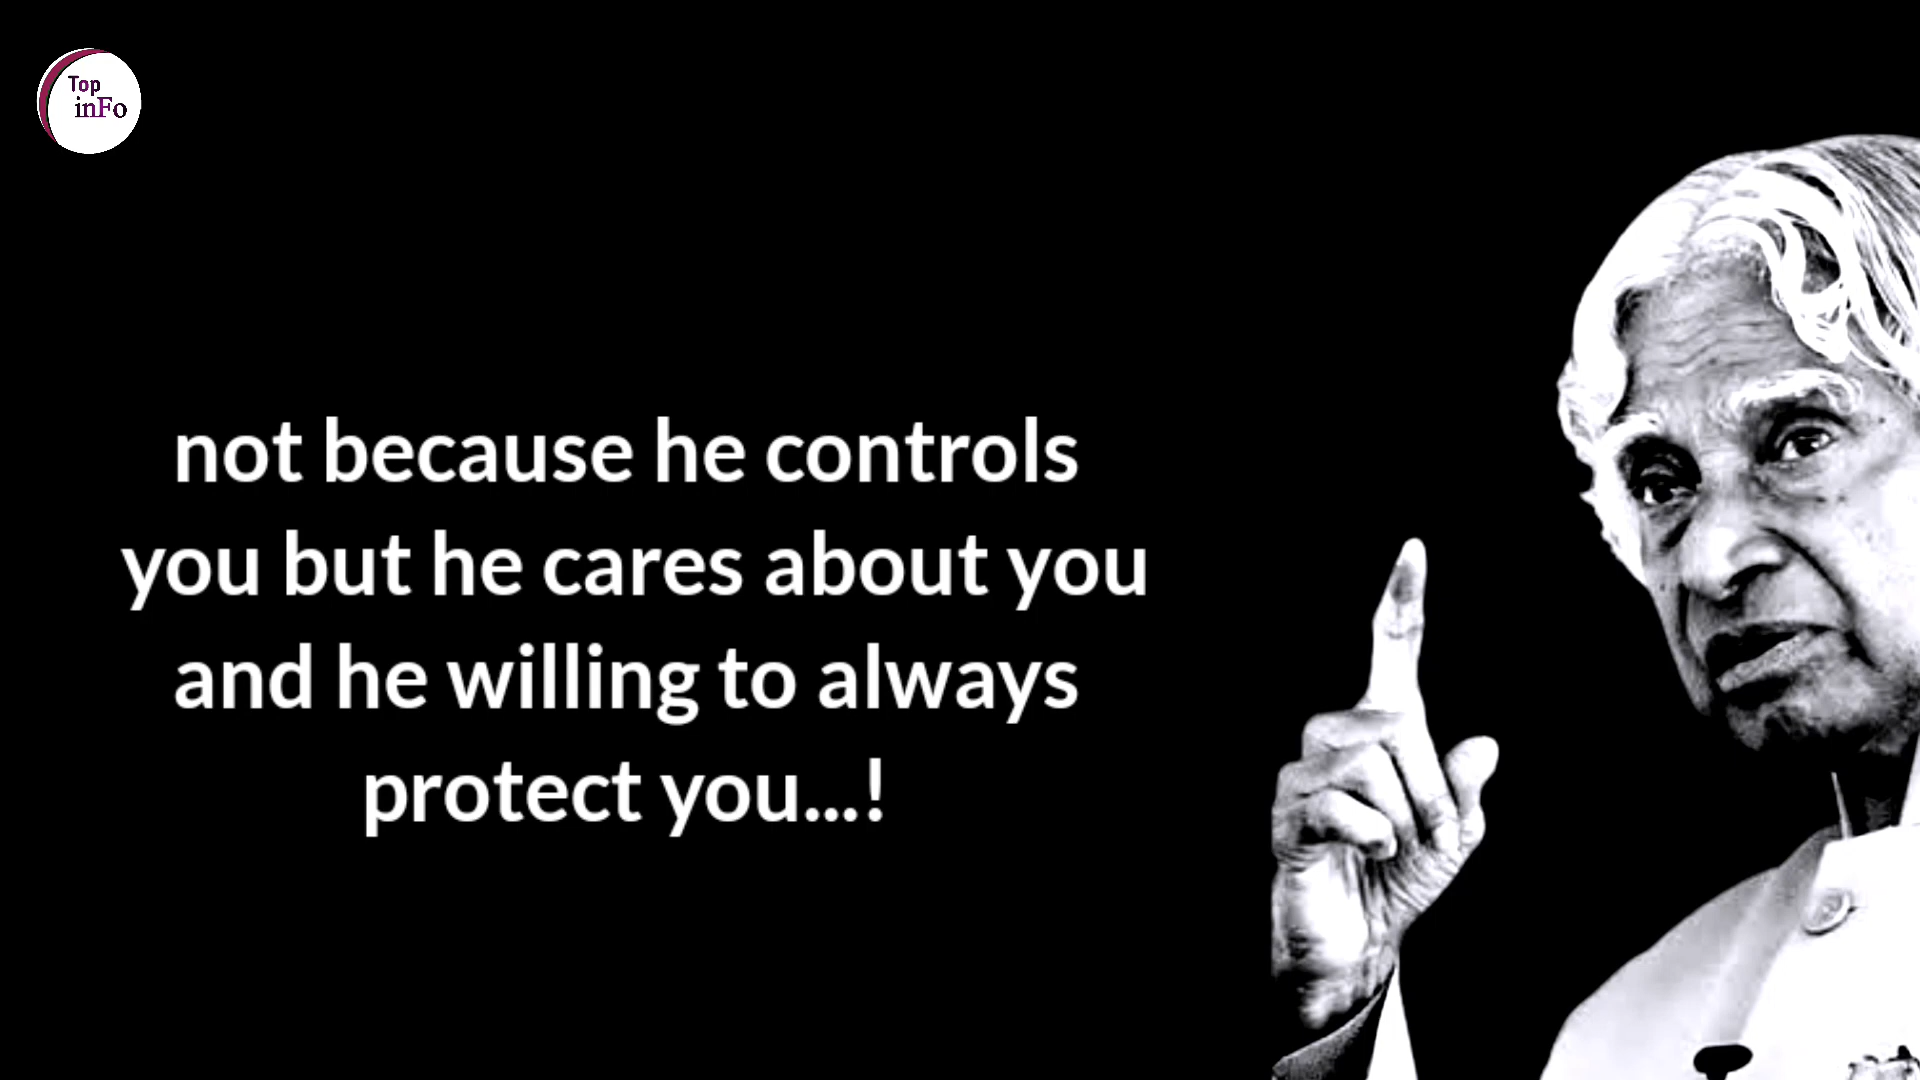 Top
inFo
not because he controls
you but he cares about you
and he willing to always
protect you...!